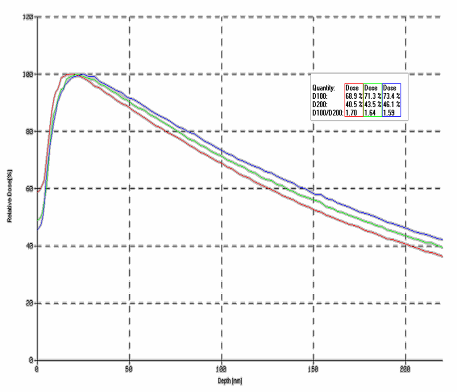 120
100
80
60
40
20
0
Relative Dose[%]
Quantity: Dose Dose Dose
D100: 68.9 % 71.3 % 73.4 %
D200: 40.5 % 43.5 % 46.1 %
D100/D200: 1.70 1.64 1.59
0 50 100 150 200
Depth [mm]